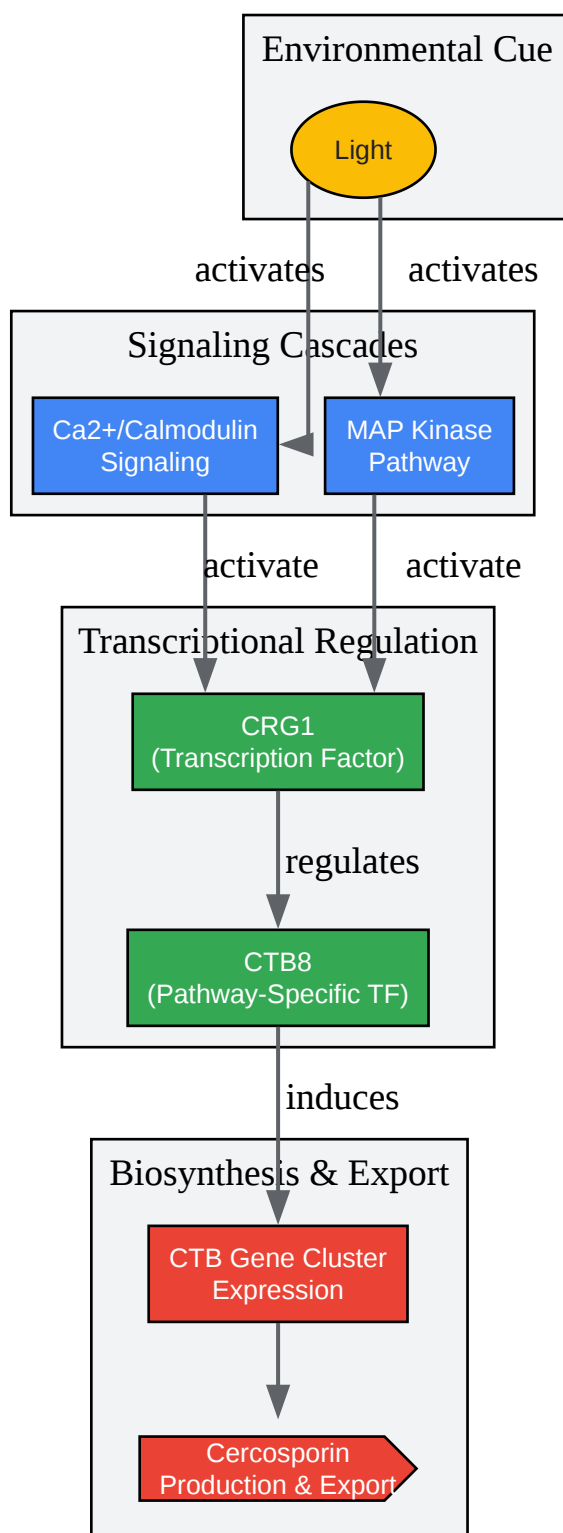 Environmental Cue
Light
activates
activates
Signaling Cascades
Ca2+/Calmodulin
Signaling
MAP Kinase
Pathway
activate
activate
Transcriptional Regulation
CRG1
(Transcription Factor)
regulates
CTB8
(Pathway-Specific TF)
induces
Biosynthesis & Export
CTB Gene Cluster
Expression
Cercosporin
Production & Export